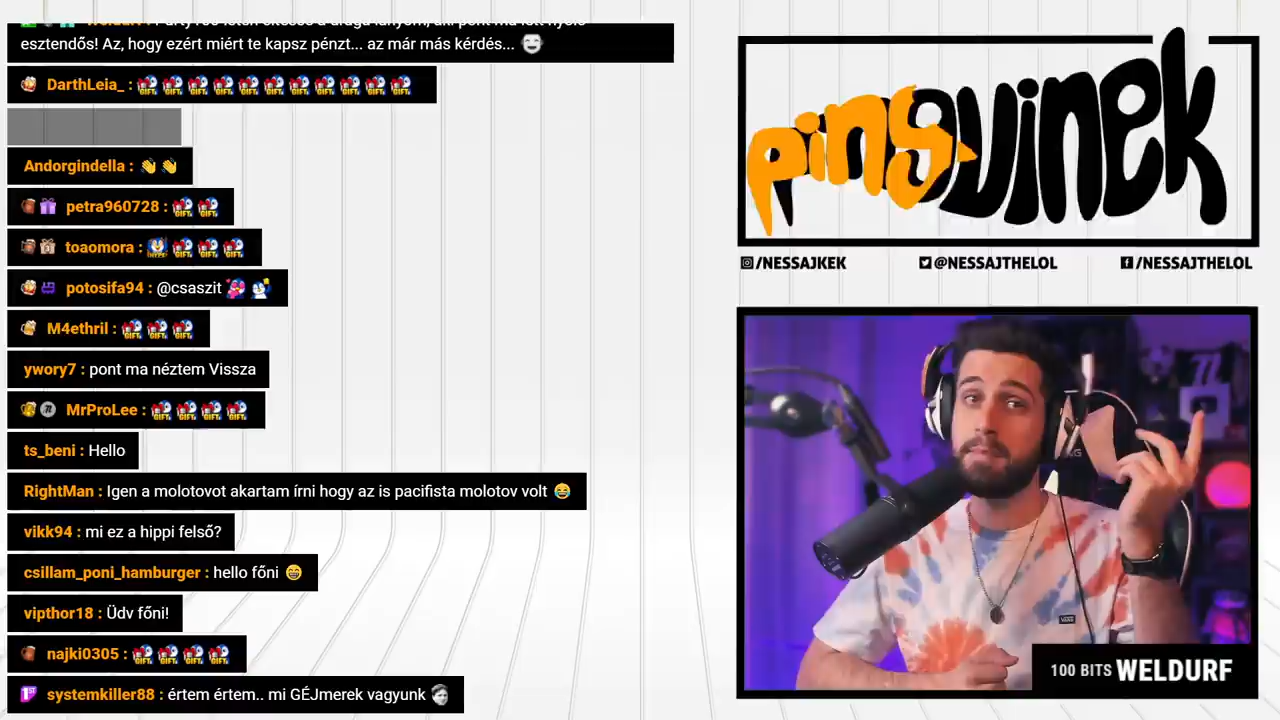 esztendős! Az, hogy ezért miért te kapsz pénzt... az már más kérdés...
DarthLeia_ :
Andorgindella :
petra960728 :
toaomora :
potosifa94 : @csaszit
M4ethril :
ywory7 : pont ma néztem Vissza
MrProLee :
ts_beni : Hello
RightMan : Igen a molotovot akartam írni hogy az is pacifista molotov volt
vikk94 : mi ez a hippi felső?
csillam_poni_hamburger : hello főni
vipthor18 : Üdv főni!
najki0305 :
systemkiller88 : értem értem.. mi GÉJmerek vagyunk
pingvinek
/NESSAJKEK @NESSAJTHELOL /NESSAJTHELOL
100 BITS WELDURF